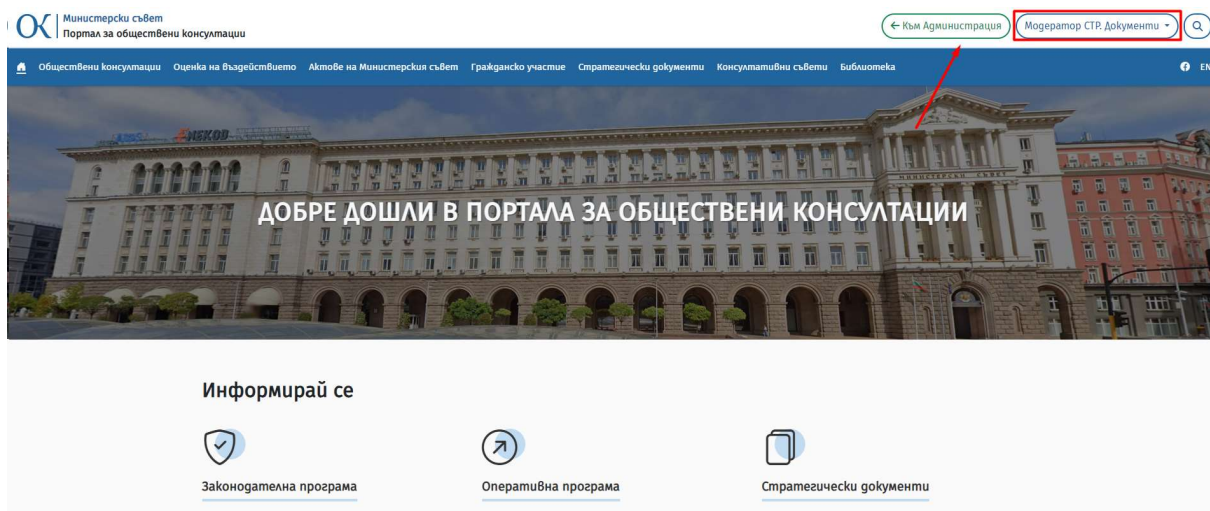 Министерски съвет
Портал за обществени консултации
← Към Администрация
Модератор СТР. Документи
Обществени консултации Оценка на въздействието Актове на Министерския съвет Гражданско участие Стратегически документи Консултативни съвети Библиотека EN
ДОБРЕ ДОШЛИ В ПОРТАЛА ЗА ОБЩЕСТВЕНИ КОНСУЛТАЦИИ
МИНИСТЕРСКИ СЪВЕТ
Информирай се
Законодателна програма Оперативна програма Стратегически документи